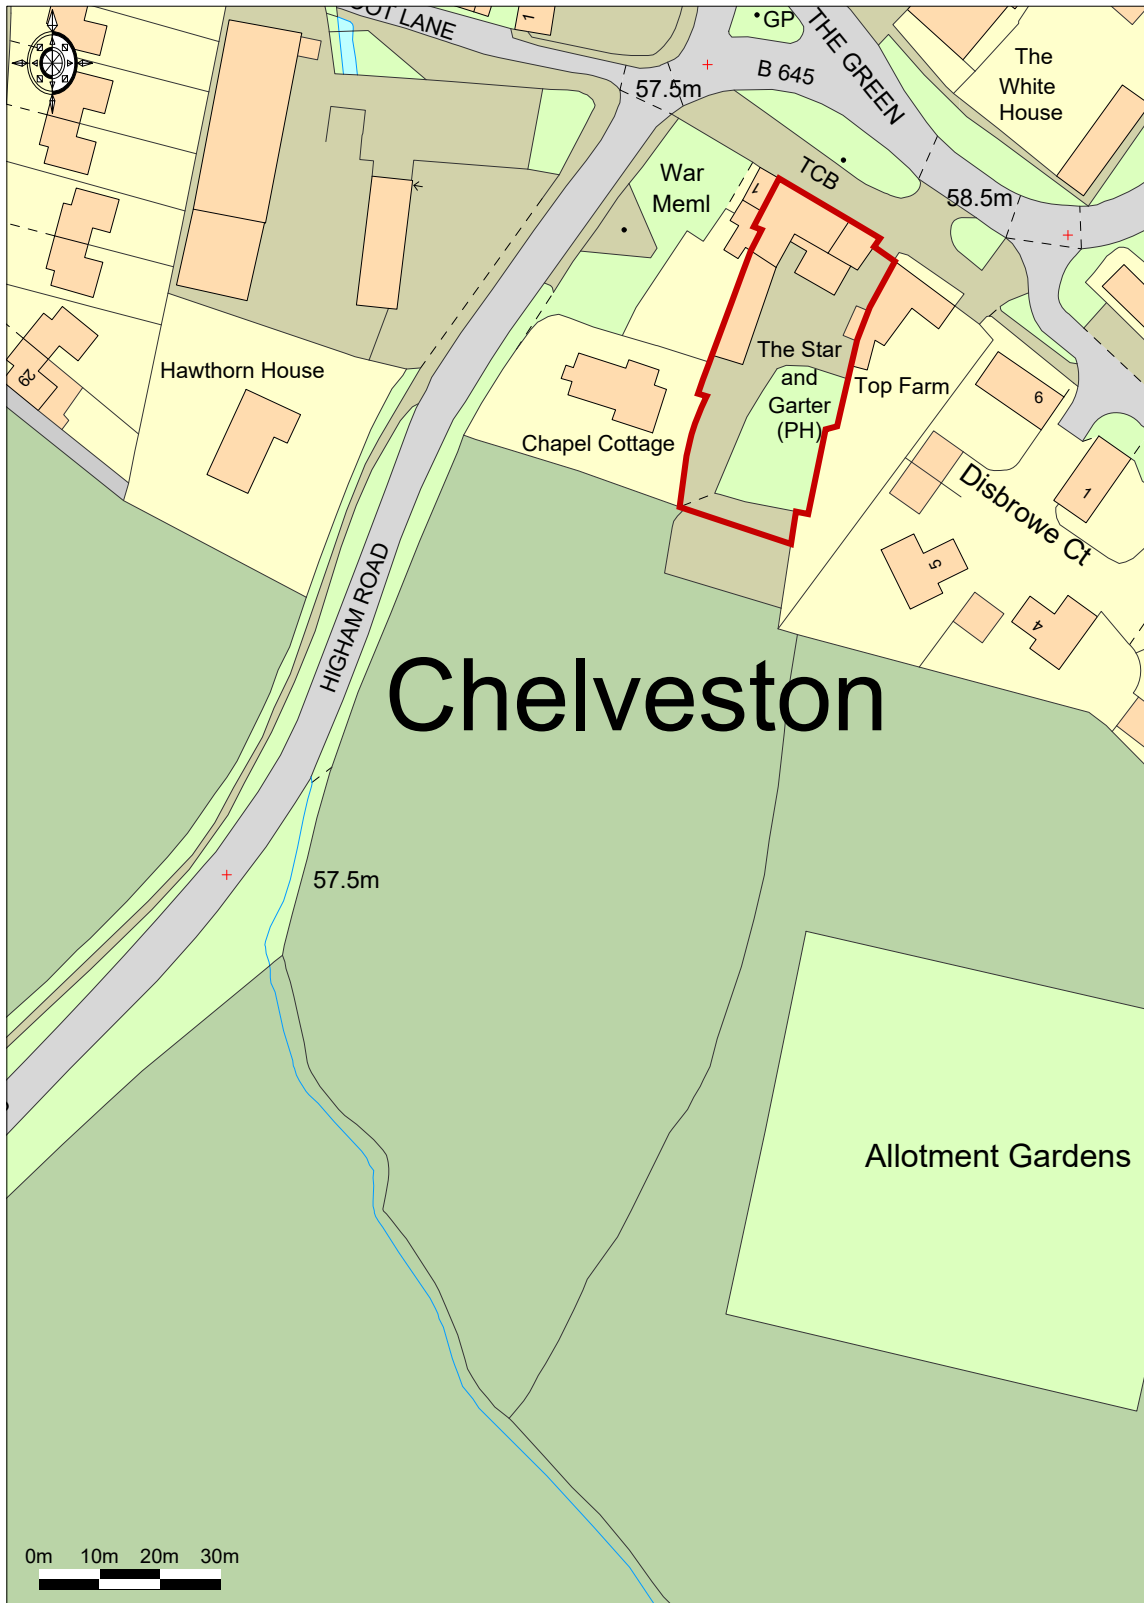 LANE
1
GP
THE GREEN
B 645
57.5m
The
White
House
War
Meml
TCB
1
58.5m
Hawthorn House
29
The Star
and
Garter
(PH)
Top Farm
Chapel Cottage
6
1
Disbrowe Ct
5
4
HIGHAM ROAD
Chelveston
57.5m
Allotment Gardens
0m 10m 20m 30m